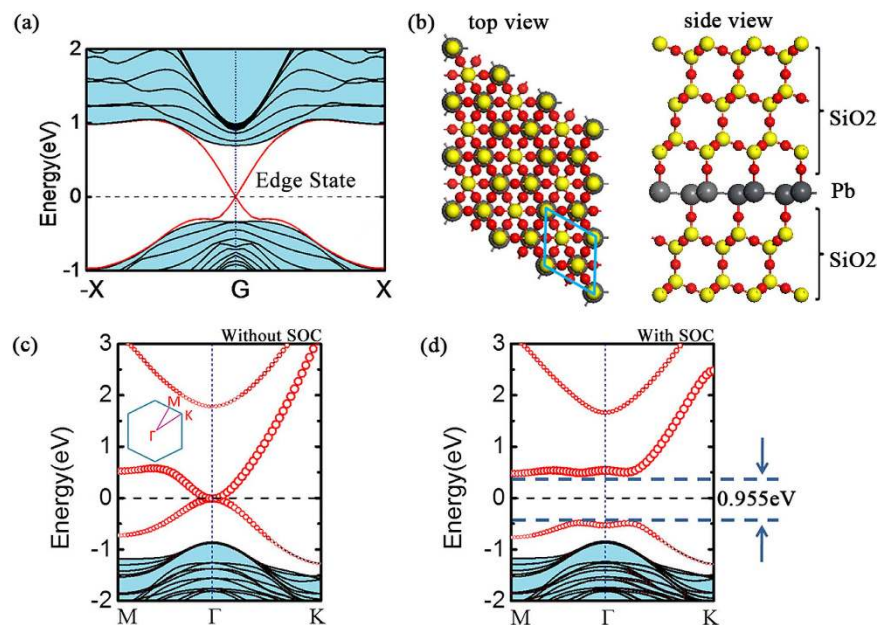 (a)
2
1
0
-1
Energy(eV)
Edge State
-X G X
(b) top view side view
SiO2
Pb
SiO2
(c) Without SOC
3
2
1
0
-1
-2
Energy(eV)
M
K
Γ
M Γ K
(d) With SOC
3
2
1
0
-1
-2
Energy(eV)
0.955eV
M Γ K